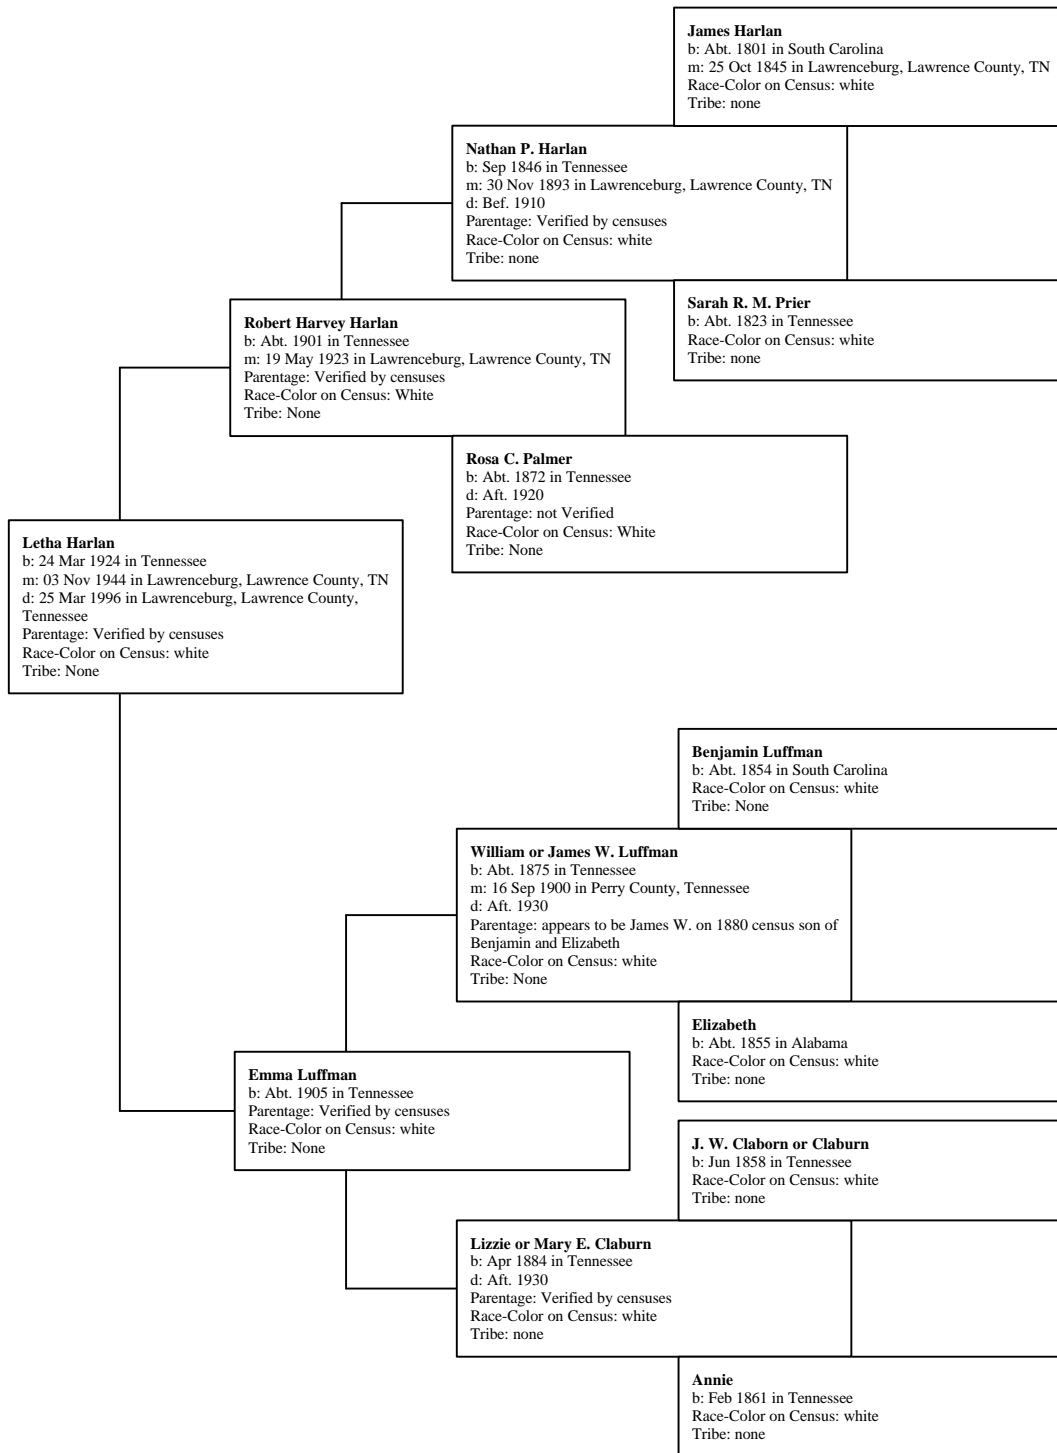 James Harlan
b: Abt. 1801 in South Carolina
m: 25 Oct 1845 in Lawrenceburg, Lawrence County, TN
Race-Color on Census: white
Tribe: none
Nathan P. Harlan
b: Sep 1846 in Tennessee
m: 30 Nov 1893 in Lawrenceburg, Lawrence County, TN
d: Bef. 1910
Parentage: Verified by censuses
Race-Color on Census: white
Tribe: none
Sarah R. M. Prier
b: Abt. 1823 in Tennessee
Race-Color on Census: white
Tribe: none
Robert Harvey Harlan
b: Abt. 1901 in Tennessee
m: 19 May 1923 in Lawrenceburg, Lawrence County, TN
Parentage: Verified by censuses
Race-Color on Census: White
Tribe: None
Rosa C. Palmer
b: Abt. 1872 in Tennessee
d: Aft. 1920
Parentage: not Verified
Race-Color on Census: White
Tribe: None
Letha Harlan
b: 24 Mar 1924 in Tennessee
m: 03 Nov 1944 in Lawrenceburg, Lawrence County, TN
d: 25 Mar 1996 in Lawrenceburg, Lawrence County,
Tennessee
Parentage: Verified by censuses
Race-Color on Census: white
Tribe: None
Benjamin Luffman
b: Abt. 1854 in South Carolina
Race-Color on Census: white
Tribe: None
William or James W. Luffman
b: Abt. 1875 in Tennessee
m: 16 Sep 1900 in Perry County, Tennessee
d: Aft. 1930
Parentage: appears to be James W. on 1880 census son of
Benjamin and Elizabeth
Race-Color on Census: white
Tribe: None
Elizabeth
b: Abt. 1855 in Alabama
Race-Color on Census: white
Tribe: none
Emma Luffman
b: Abt. 1905 in Tennessee
Parentage: Verified by censuses
Race-Color on Census: white
Tribe: None
J. W. Claborn or Claburn
b: Jun 1858 in Tennessee
Race-Color on Census: white
Tribe: none
Lizzie or Mary E. Claburn
b: Apr 1884 in Tennessee
d: Aft. 1930
Parentage: Verified by censuses
Race-Color on Census: white
Tribe: none
Annie
b: Feb 1861 in Tennessee
Race-Color on Census: white
Tribe: none